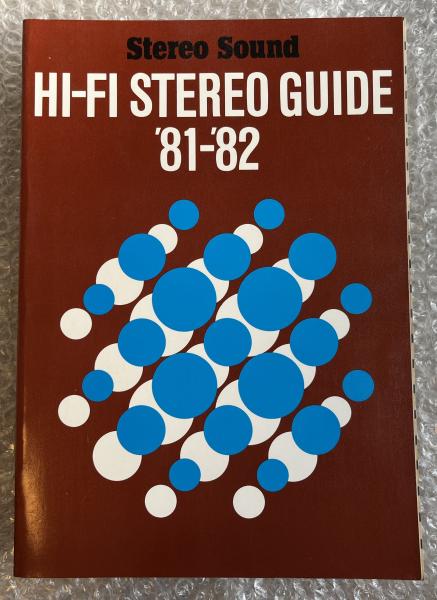 Stereo Sound
HI-FI STEREO GUIDE
'81-'82